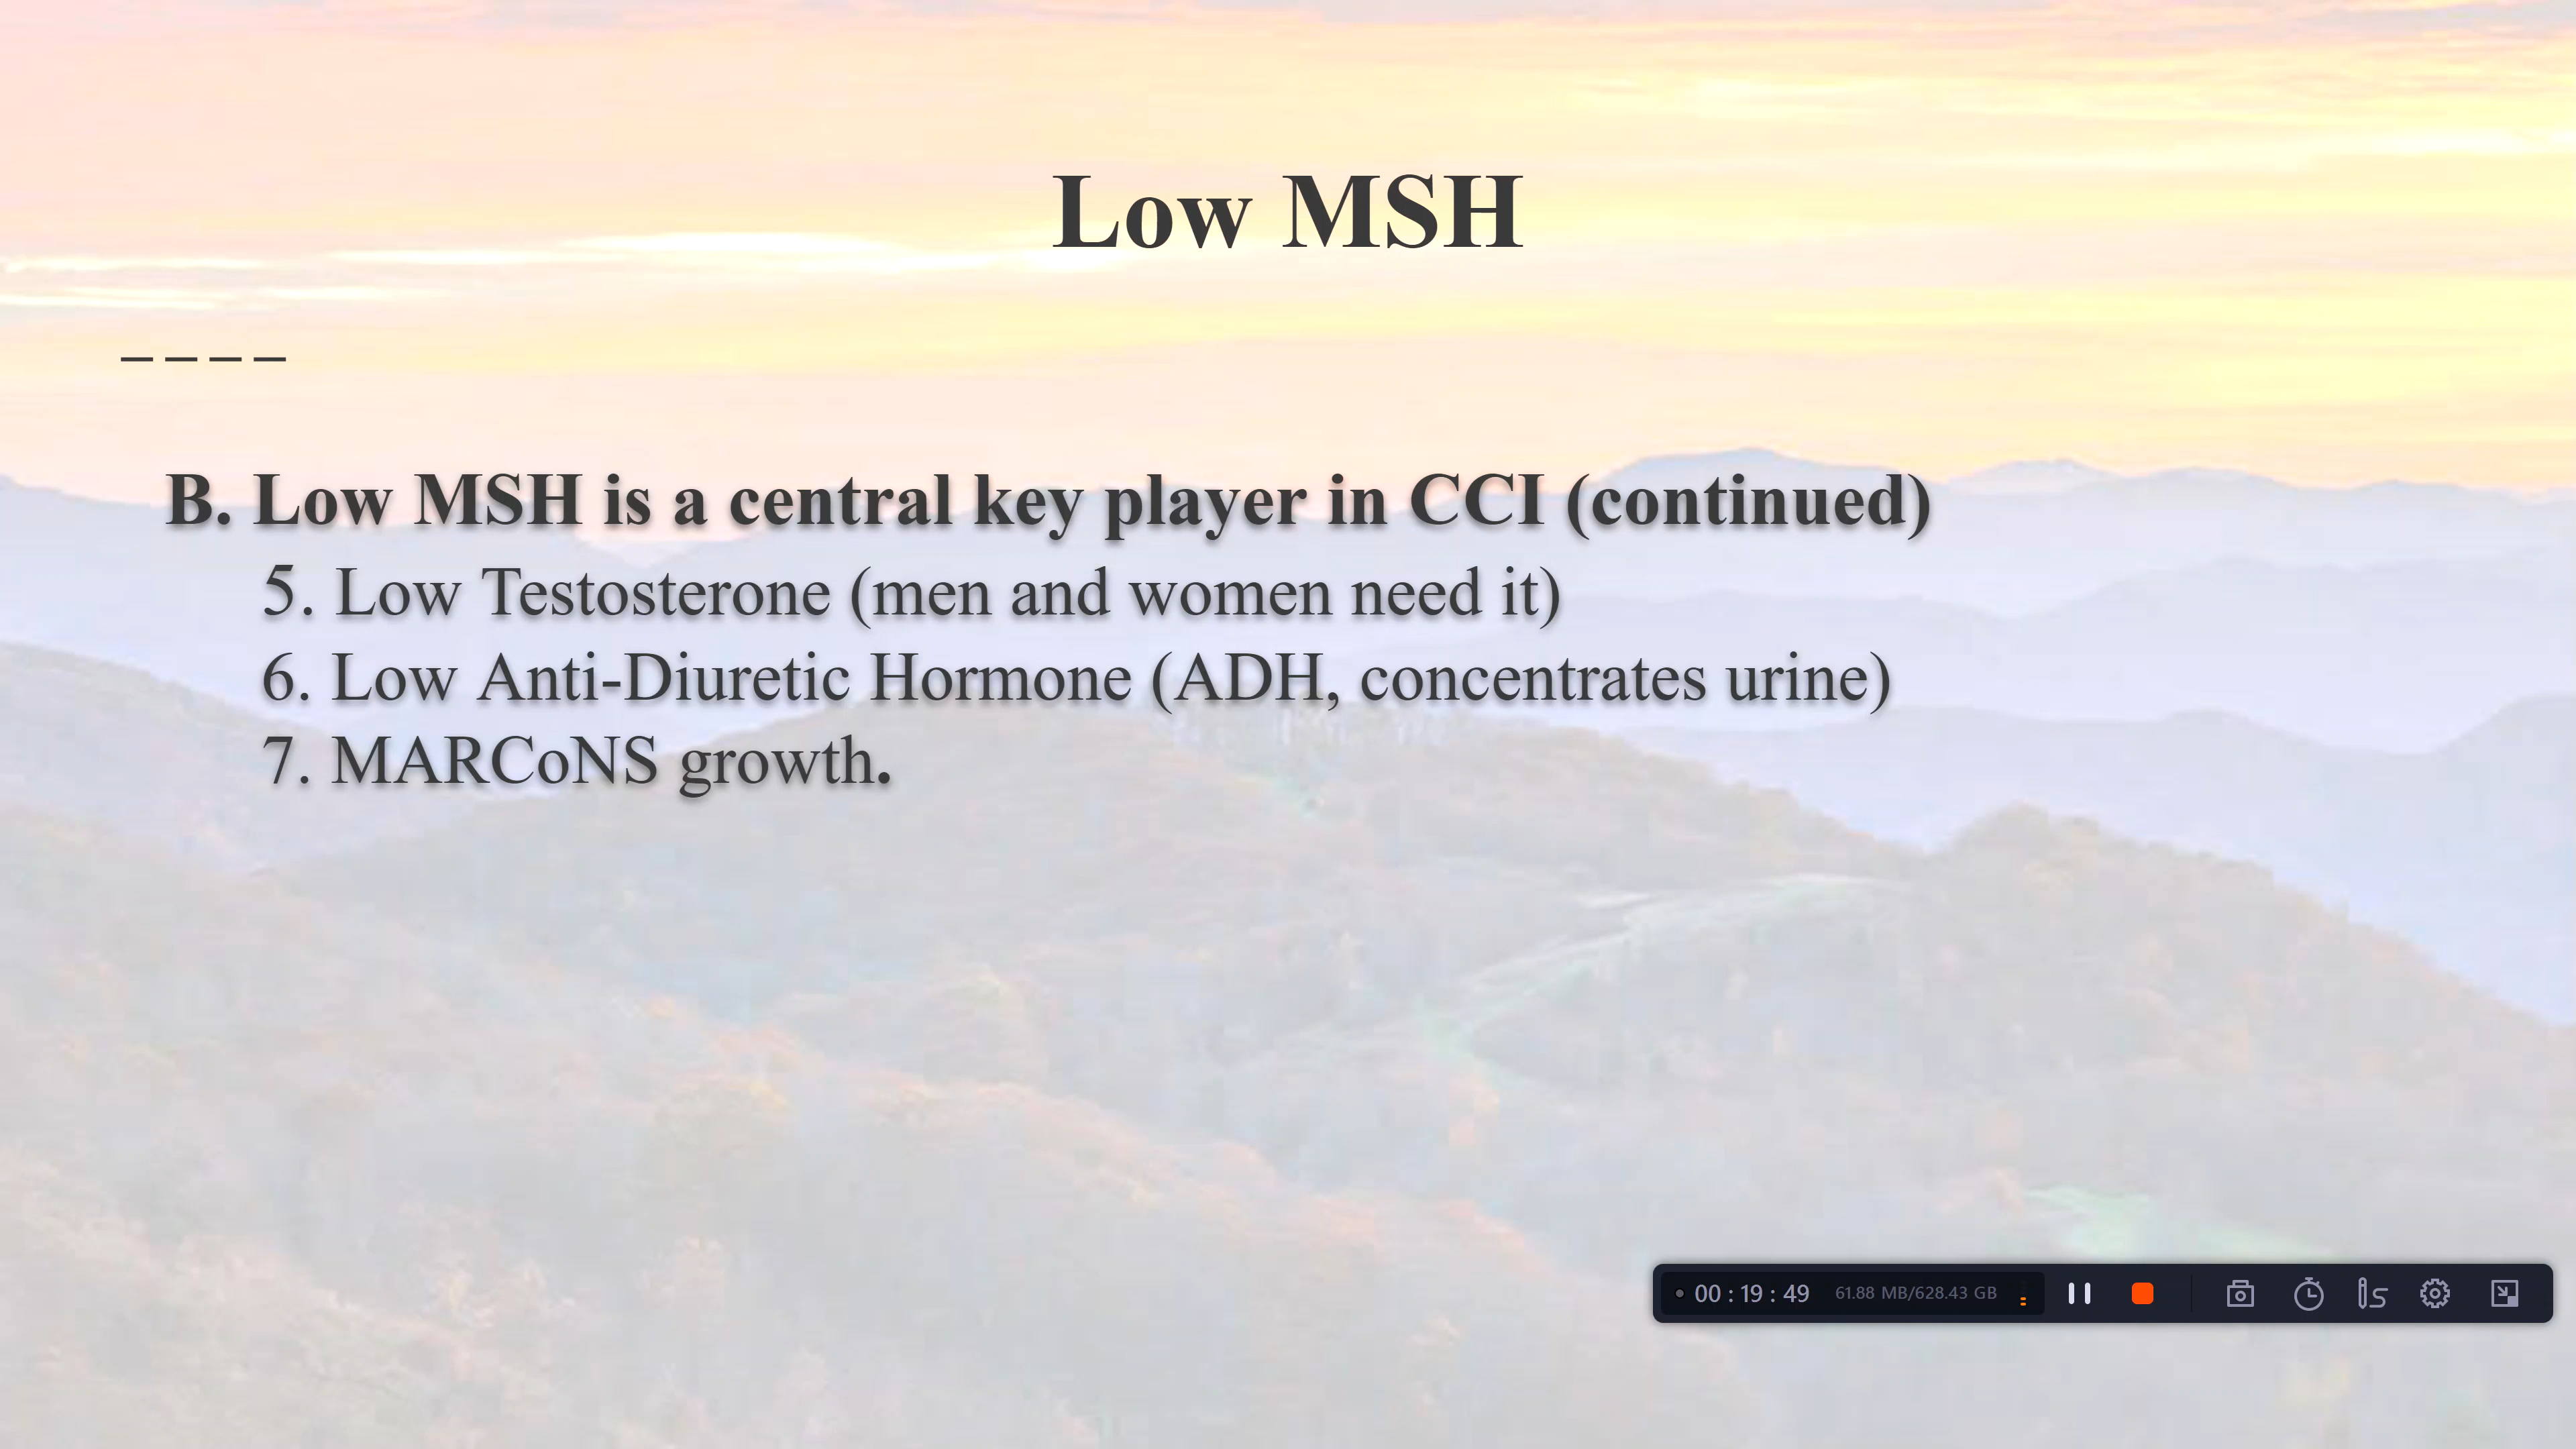 Low MSH
– – – –
B. Low MSH is a central key player in CCI (continued)
5. Low Testosterone (men and women need it)
6. Low Anti-Diuretic Hormone (ADH, concentrates urine)
7. MARCoNS growth.
00 : 19 : 49 61.88 MB/628.43 GB